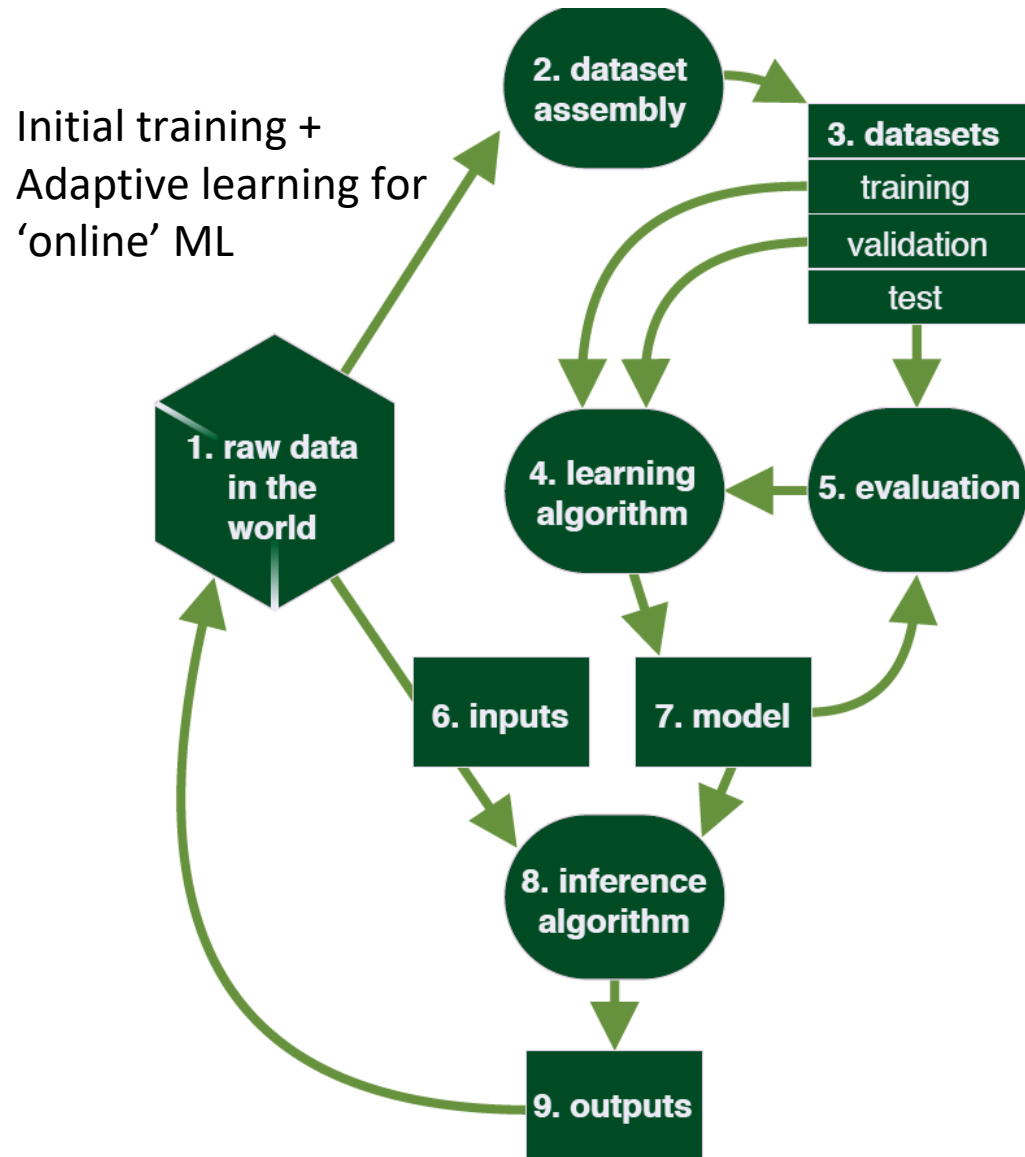 Initial training +
Adaptive learning for
‘online’ ML
2. dataset
assembly
3. datasets
training
validation
test
1. raw data
in the
world
4. learning
algorithm
5. evaluation
6. inputs
7. model
8. inference
algorithm
9. outputs